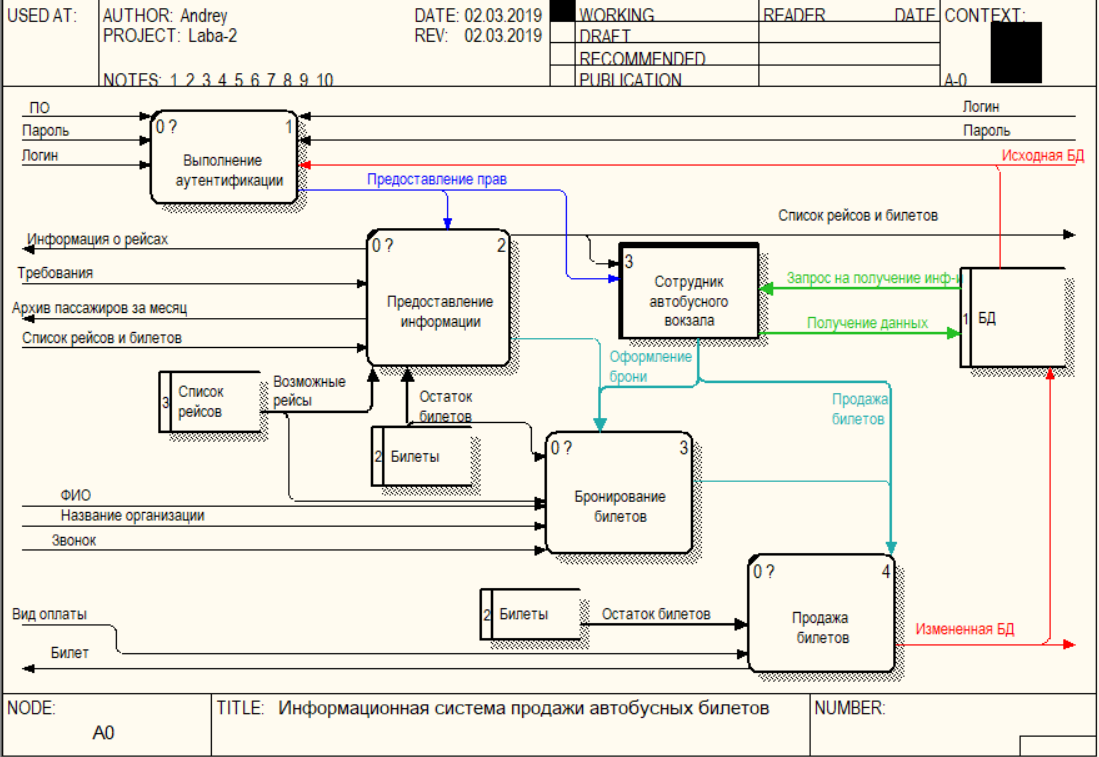 USED AT:
AUTHOR: Andrey
DATE: 02.03.2019
WORKING
READER
DATE
CONTEXT:
PROJECT: Laba-2
REV: 02.03.2019
DRAFT
RECOMMENDED
NOTES: 1 2 3 4 5 6 7 8 9 10
PUBLICATION
A-0
ПО
Логин
0 ?
1
Пароль
Пароль
Логин
Исходная БД
Выполнение
аутентификации
Предоставление прав
Список рейсов и билетов
Информация о рейсах
0 ?
2
3
Требования
Сотрудник
автобусного
вокзала
Запрос на получение инф-и
Предоставление
информации
Архив пассажиров за месяц
1
БД
Получение данных
Список рейсов и билетов
Оформление
брони
Возможные
рейсы
3
Список
рейсов
Остаток
билетов
Продажа
билетов
2
Билеты
0 ?
3
ФИО
Бронирование
билетов
Название организации
Звонок
0 ?
4
Вид оплаты
2
Билеты
Остаток билетов
Продажа
билетов
Измененная БД
Билет
NODE:
TITLE: Информационная система продажи автобусных билетов
NUMBER:
A0